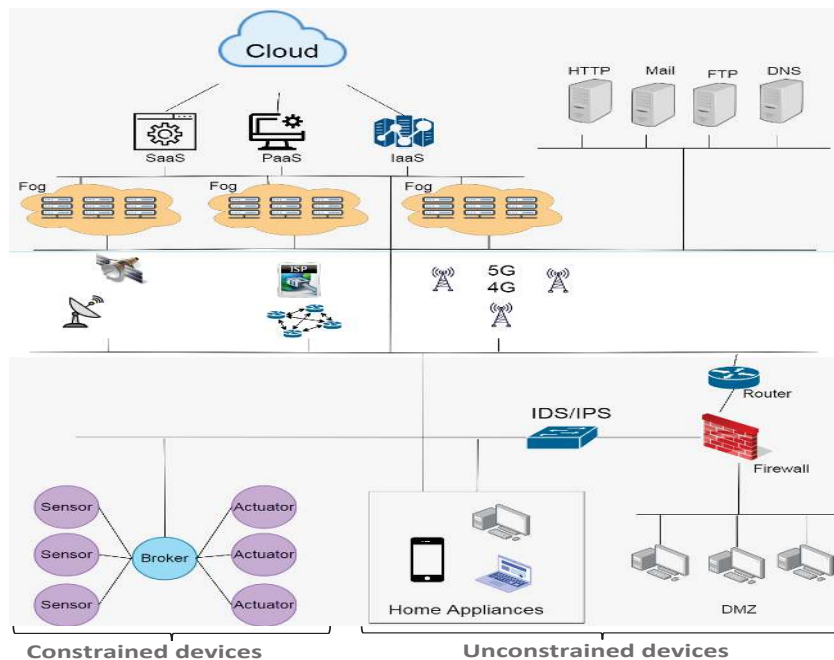 Cloud
HTTP Mail FTP DNS
SaaS PaaS IaaS
Fog Fog Fog
ISP
5G
4G
Router
IDS/IPS
Firewall
Sensor Actuator
Sensor Broker Actuator
Sensor Actuator
Home Appliances
DMZ
Constrained devices Unconstrained devices